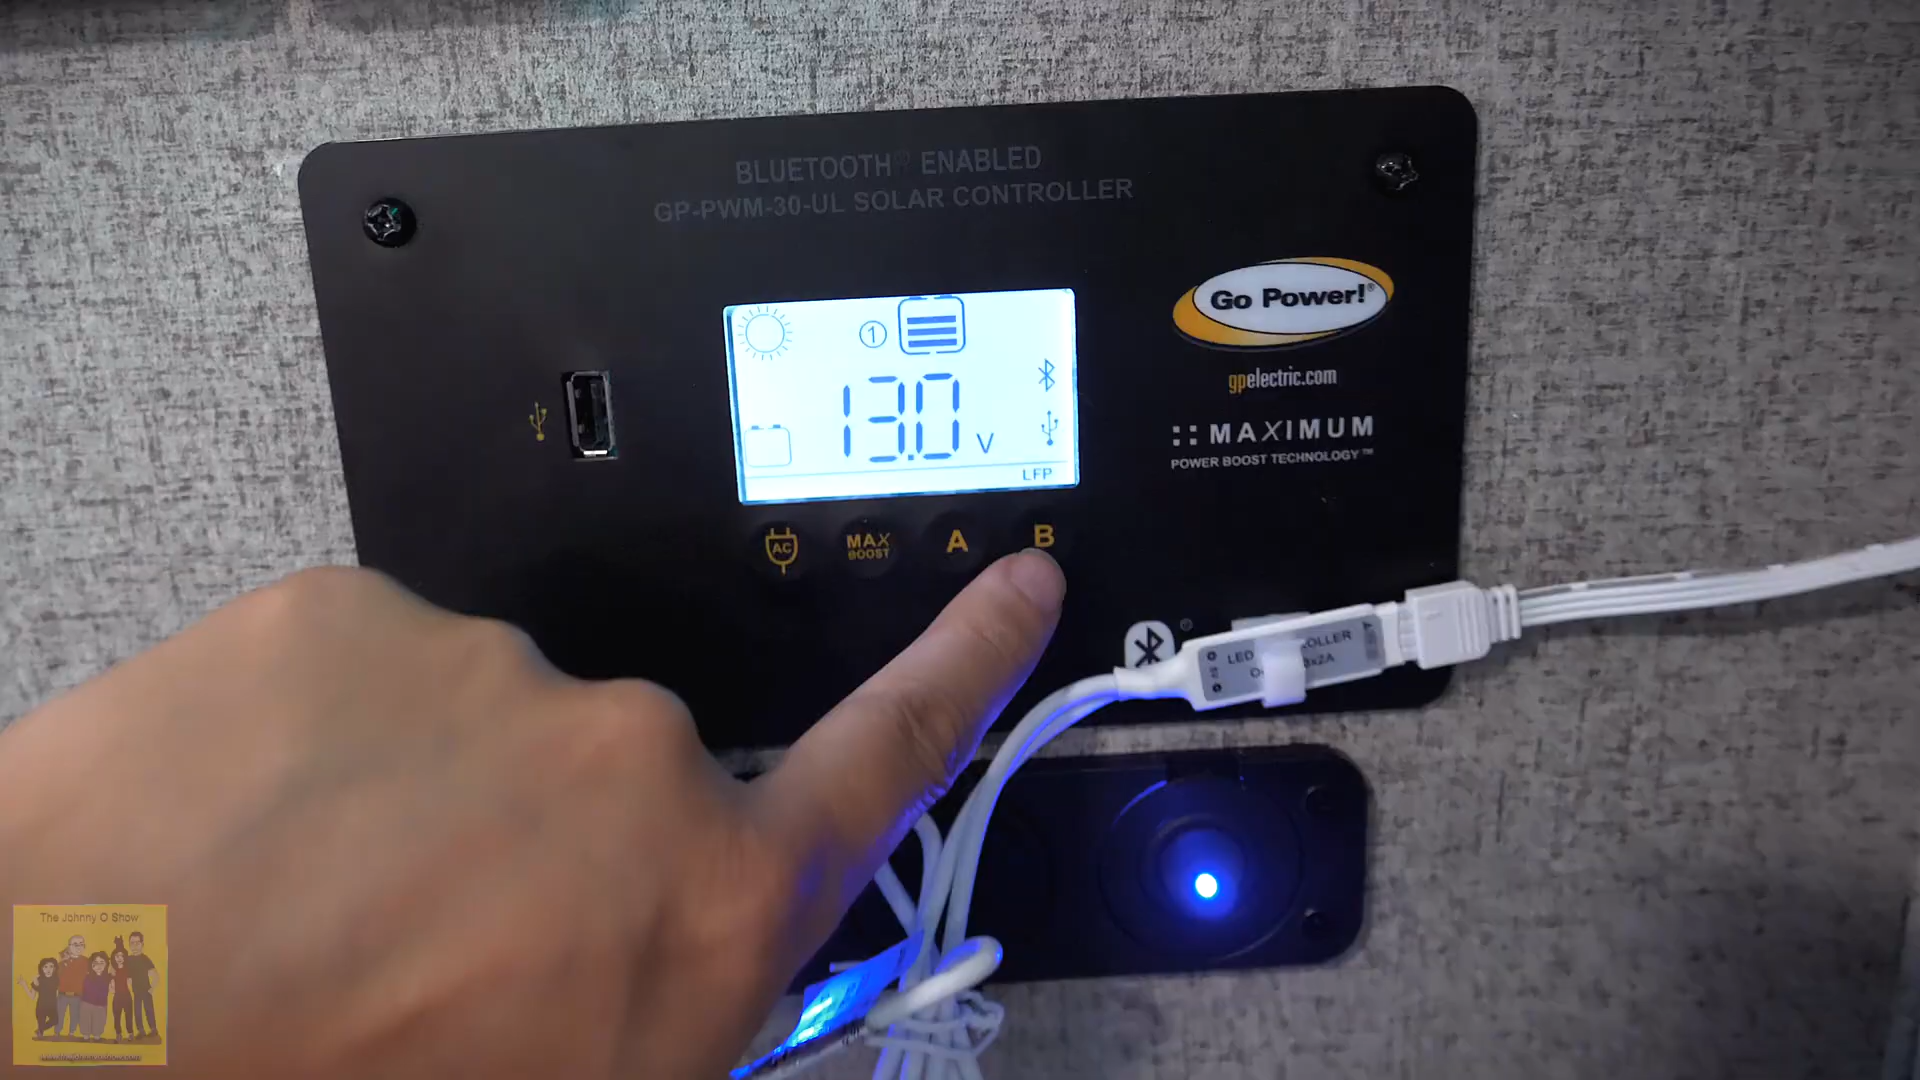 BLUETOOTH® ENABLED
GP-PWM-30-UL SOLAR CONTROLLER
Go Power!®
gpelectric.com
MAXIMUM
POWER BOOST TECHNOLOGY™
1
13.0 V
LFP
AC
MAX
BOOST
A
B
LED
The Johnny O Show